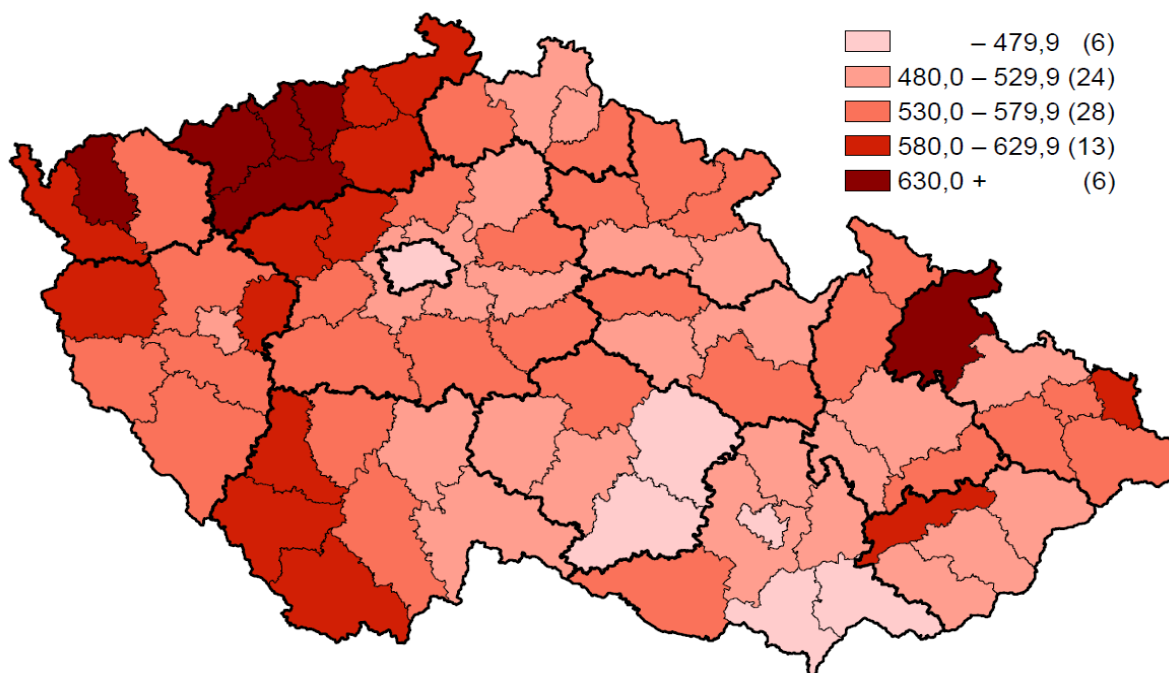 – 479,9 (6)
480,0 – 529,9 (24)
530,0 – 579,9 (28)
580,0 – 629,9 (13)
630,0 + (6)